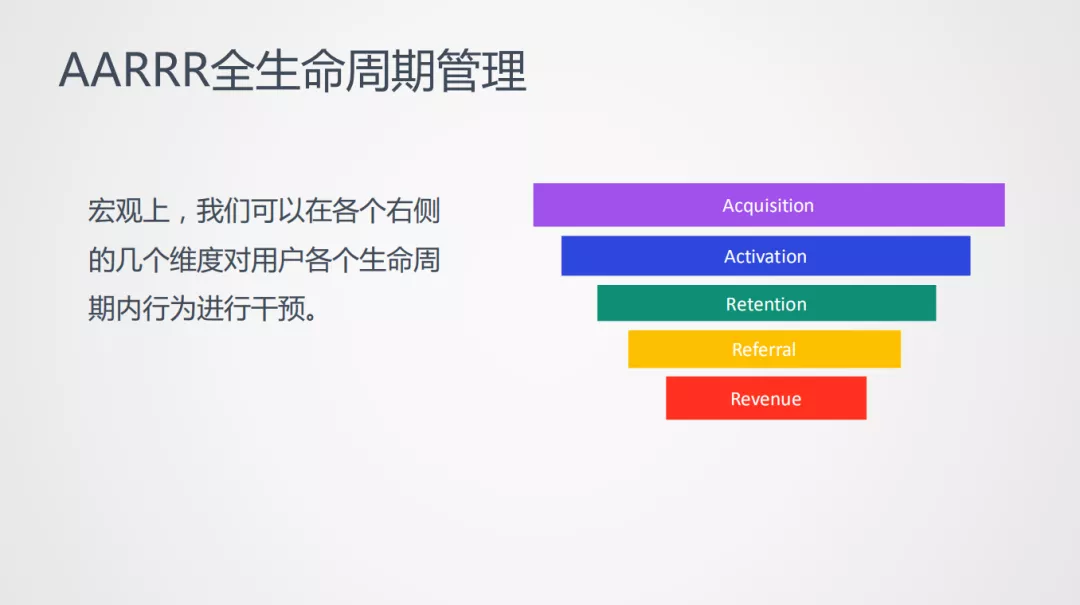 AARRR全生命周期管理
宏观上，我们可以在各个右侧
的几个维度对用户各个生命周
期内行为进行干预。
Acquisition
Activation
Retention
Referral
Revenue